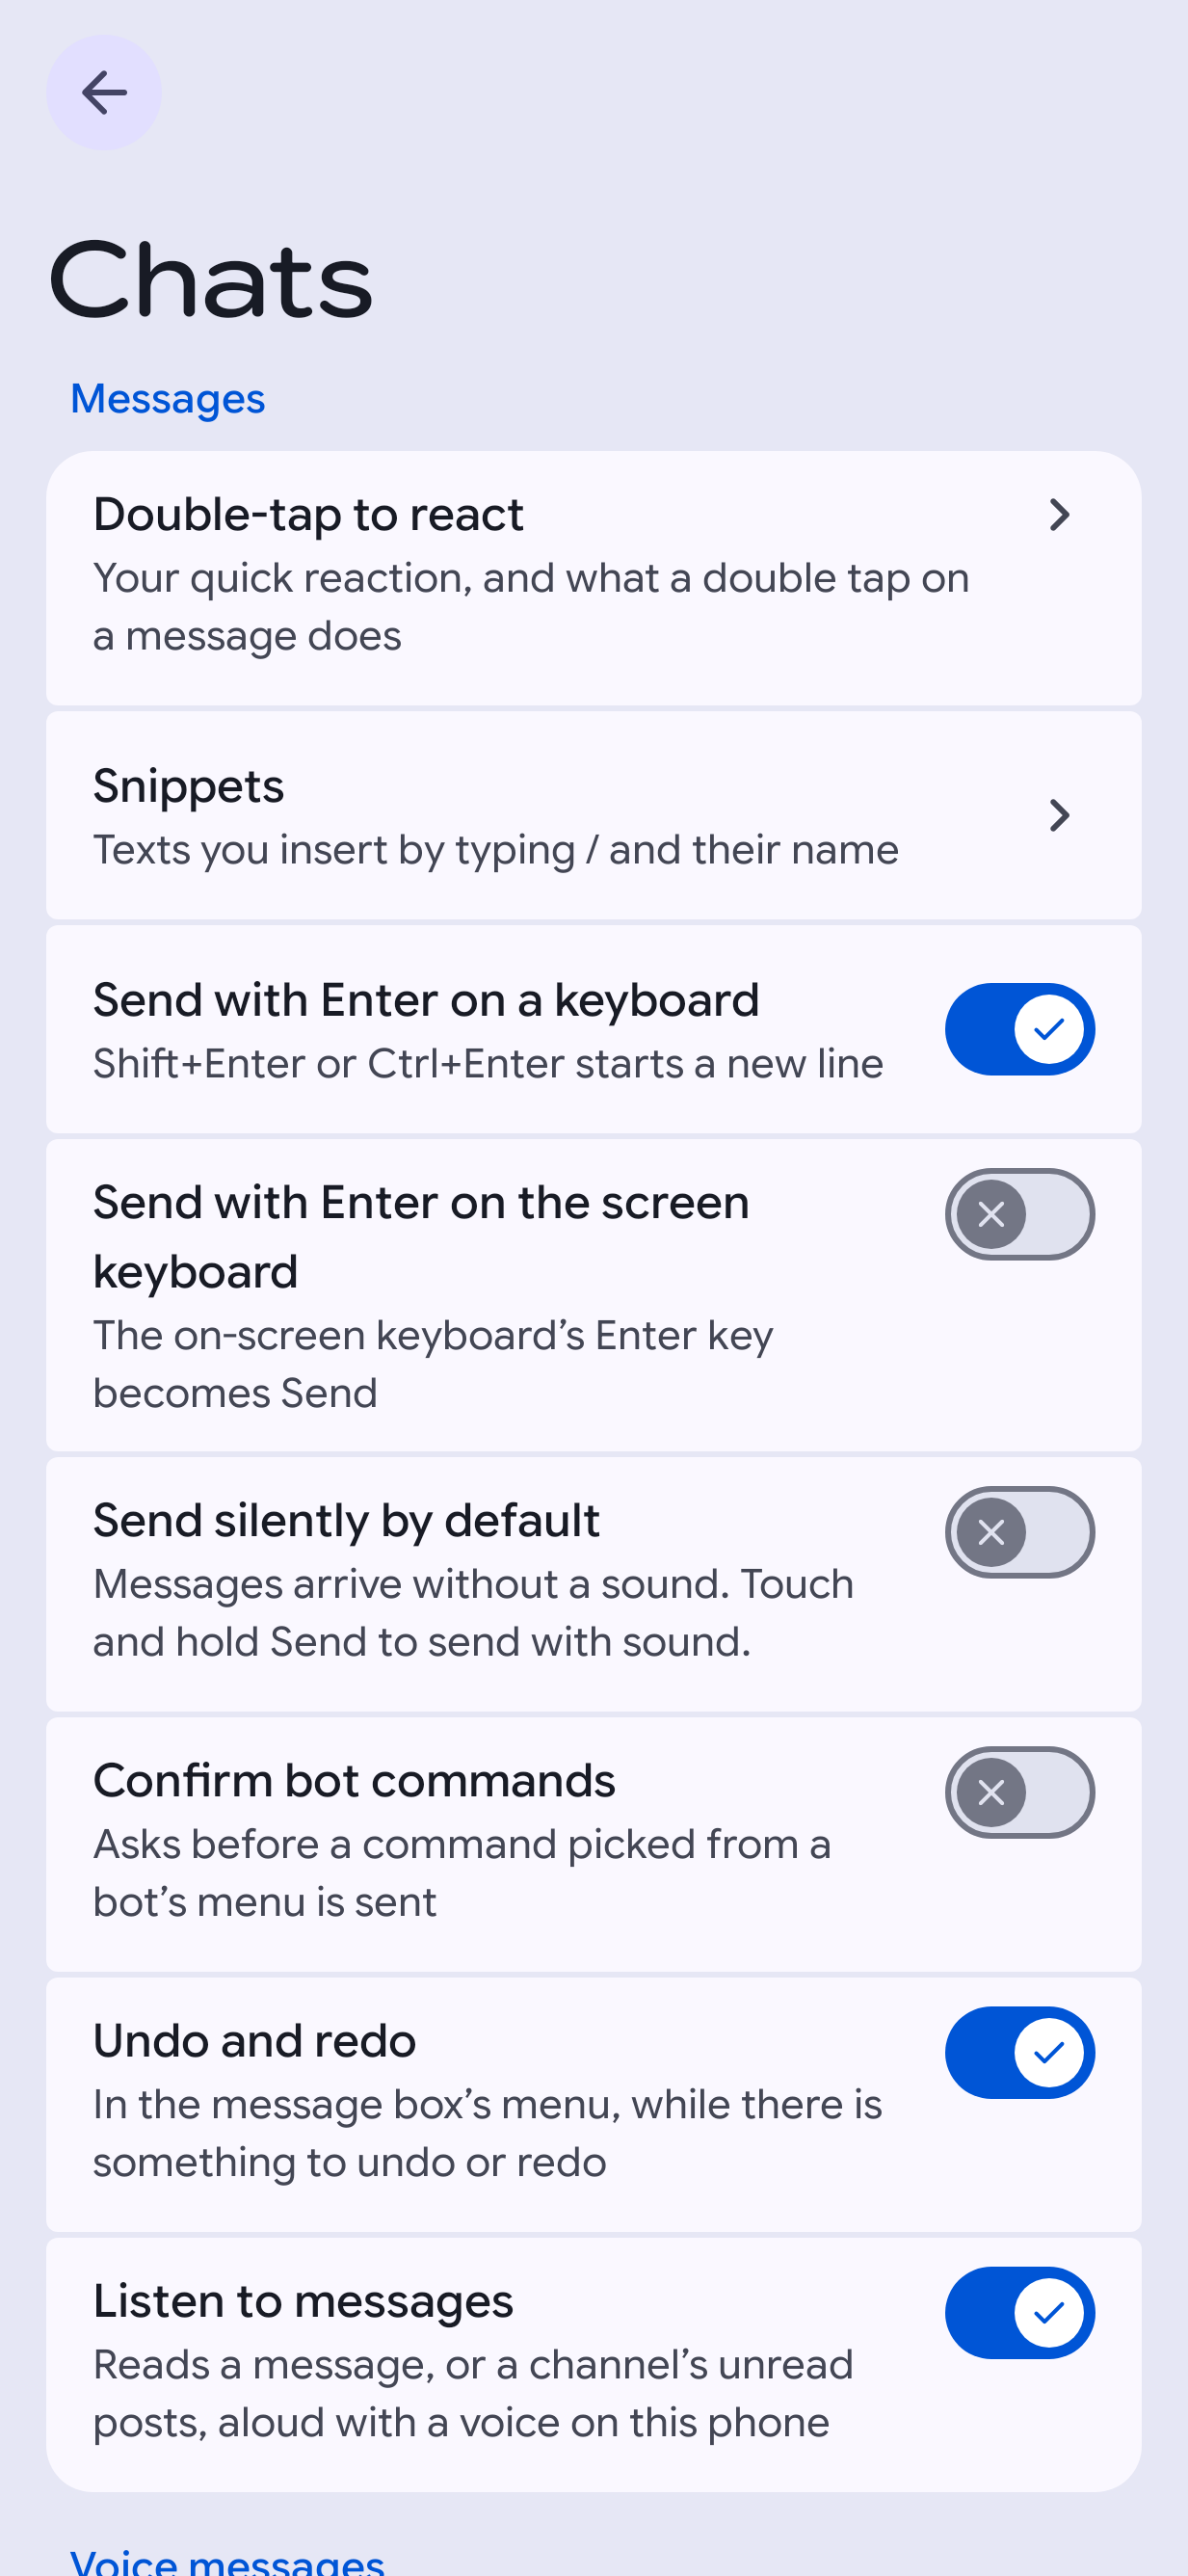 Chats
Messages
Double-tap to react
Your quick reaction, and what a double tap on
a message does
Snippets
Texts you insert by typing / and their name
Send with Enter on a keyboard
Shift+Enter or Ctrl+Enter starts a new line
Send with Enter on the screen
keyboard
The on-screen keyboard’s Enter key
becomes Send
Send silently by default
Messages arrive without a sound. Touch
and hold Send to send with sound.
Confirm bot commands
Asks before a command picked from a
bot’s menu is sent
Undo and redo
In the message box’s menu, while there is
something to undo or redo
Listen to messages
Reads a message, or a channel’s unread
posts, aloud with a voice on this phone
Voice messages